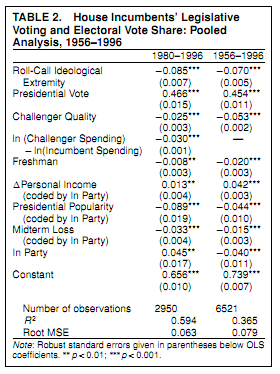 TABLE 2. House Incumbents' Legislative
Voting and Electoral Vote Share: Pooled
Analysis, 1956–1996
1980–1996 1956–1996
Roll-Call Ideological −0.085*** −0.070***
Extremity (0.007) (0.005)
Presidential Vote 0.466*** 0.454***
(0.015) (0.011)
Challenger Quality −0.025*** −0.053***
(0.003) (0.002)
ln (Challenger Spending) −0.030*** —
− ln(Incumbent Spending) (0.001)
Freshman −0.008** −0.020***
(0.003) (0.003)
ΔPersonal Income 0.013** 0.042***
(coded by In Party) (0.004) (0.003)
Presidential Popularity −0.089*** −0.044***
(coded by In Party) (0.019) (0.010)
Midterm Loss −0.033*** −0.015***
(coded by In Party) (0.004) (0.003)
In Party 0.045** −0.040***
(0.017) (0.011)
Constant 0.656*** 0.739***
(0.010) (0.007)
Number of observations 2950 6521
R² 0.594 0.365
Root MSE 0.063 0.079
Note: Robust standard errors given in parentheses below OLS
coefficients. **p < 0.01; ***p < 0.001.